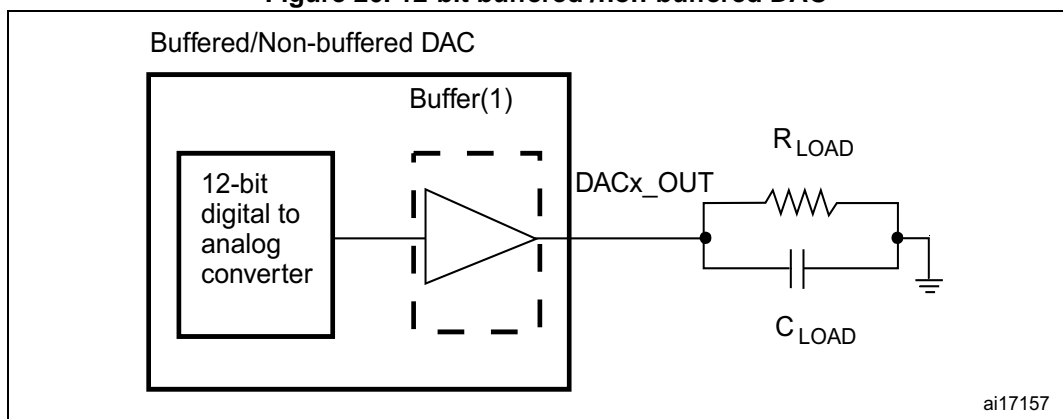 Figure 12-bit buffered /non-buffered DAC
Buffered/Non-buffered DAC
Buffer(1)
12-bit
digital to
analog
converter
DACx_OUT
R LOAD
C LOAD
ai17157